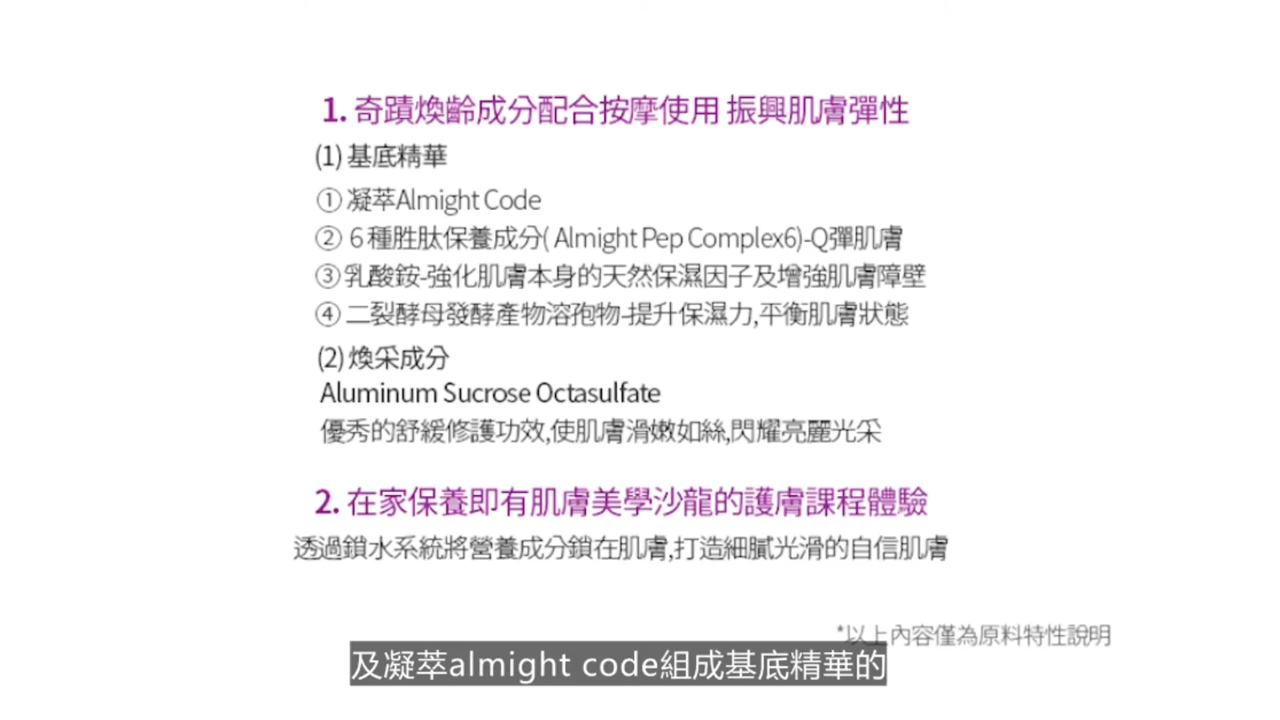 1. 奇蹟煥齡成分配合按摩使用 振興肌膚彈性
(1) 基底精華
① 凝萃Almight Code
② 6 種胜肽保養成分( Almight Pep Complex6)-Q彈肌膚
③ 乳酸銨-強化肌膚本身的天然保濕因子及增強肌膚障壁
④ 二裂酵母發酵產物溶孢物-提升保濕力,平衡肌膚狀態
(2) 煥采成分
Aluminum Sucrose Octasulfate
優秀的舒緩修護功效,使肌膚滑嫩如絲,閃耀亮麗光采
2. 在家保養即有肌膚美學沙龍的護膚課程體驗
透過鎖水系統將營養成分鎖在肌膚,打造細膩光滑的自信肌膚
*以上內容僅為原料特性說明
及凝萃almight code組成基底精華的